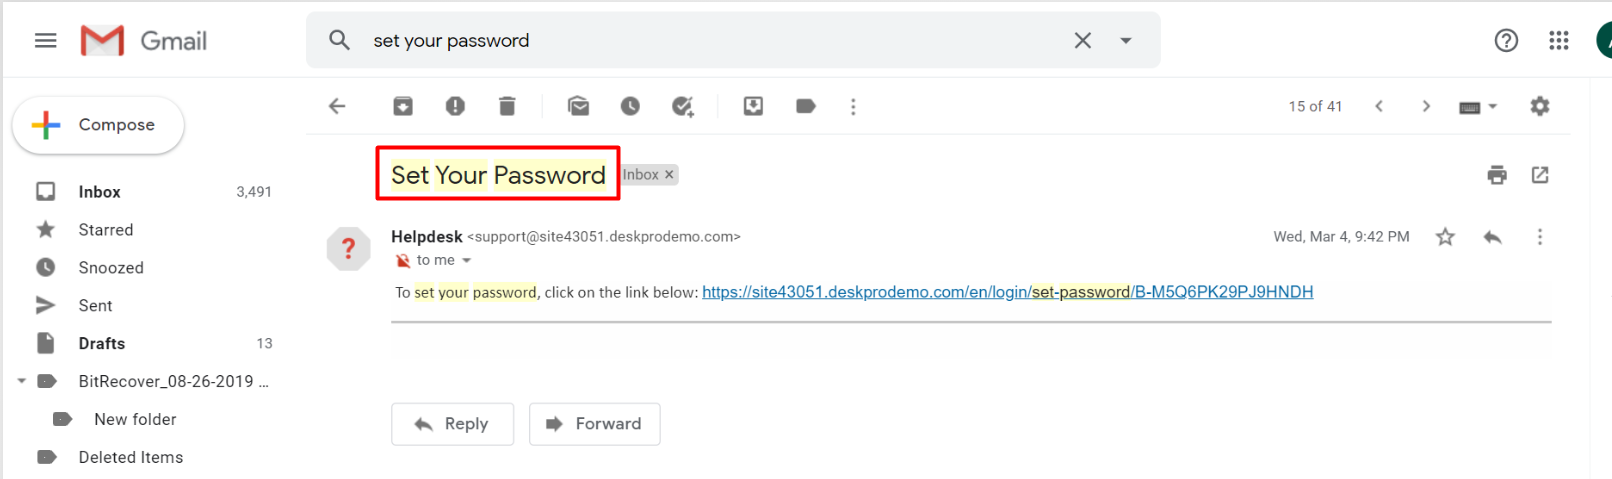 Gmail
set your password
Compose
15 of 41
Set Your Password
Inbox
Inbox 3,491
Starred
Helpdesk <support@site43051.deskprodemo.com>
Wed, Mar 4, 9:42 PM
to me
Snoozed
To set your password, click on the link below: https://site43051.deskprodemo.com/en/login/set-password/B-M5Q6PK29PJ9HNDH
Sent
Drafts 13
BitRecover_08-26-2019 ...
New folder
Reply
Forward
Deleted Items